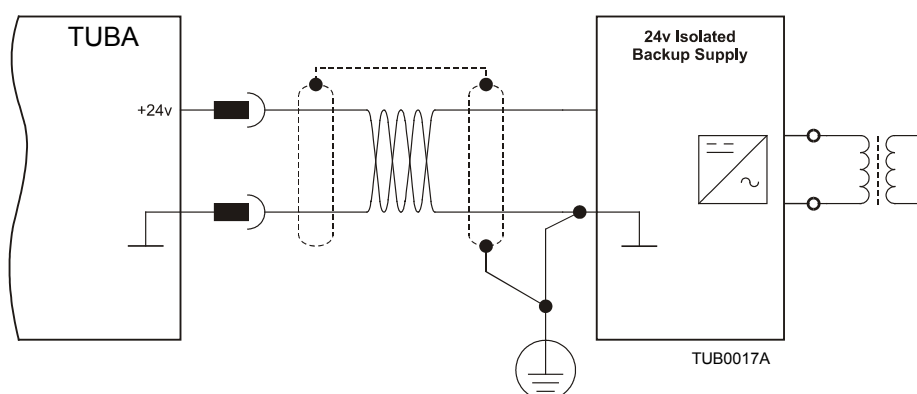 TUBA
24v Isolated
Backup Supply
+24v
TUB0017A